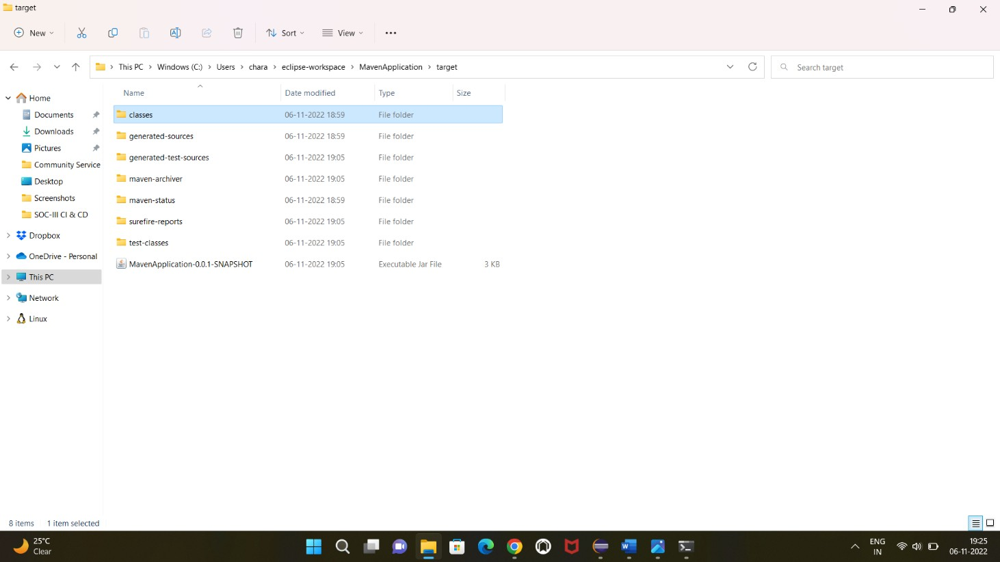 target
New
Sort
View
This PC > Windows (C:) > Users > chara > eclipse-workspace > MavenApplication > target
Search target
Name Date modified Type Size
Home
Documents
Downloads
Pictures
Community Service
Desktop
Screenshots
SOC-III CI & CD
Dropbox
OneDrive - Personal
This PC
Network
Linux
classes 06-11-2022 18:59 File folder
generated-sources 06-11-2022 18:59 File folder
generated-test-sources 06-11-2022 19:05 File folder
maven-archiver 06-11-2022 19:05 File folder
maven-status 06-11-2022 18:59 File folder
surefire-reports 06-11-2022 19:05 File folder
test-classes 06-11-2022 19:05 File folder
MavenApplication-0.0.1-SNAPSHOT 06-11-2022 19:05 Executable Jar File 3 KB
8 items 1 item selected
25°C
Clear
ENG
IN
19:25
06-11-2022